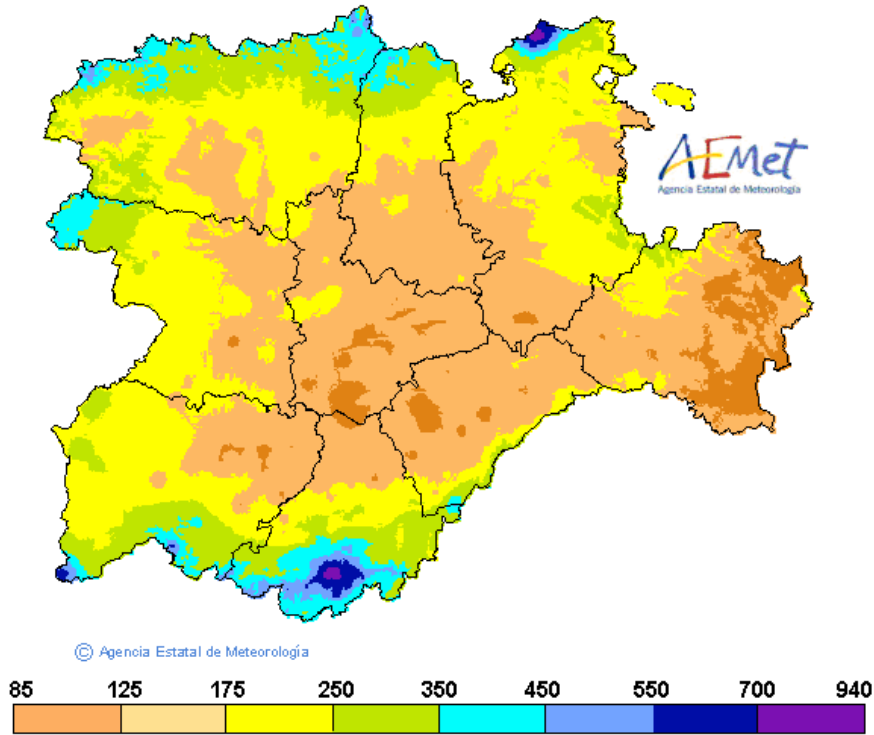 AEMet
Agencia Estatal de Meteorología
© Agencia Estatal de Meteorología
85 125 175 250 350 450 550 700 940